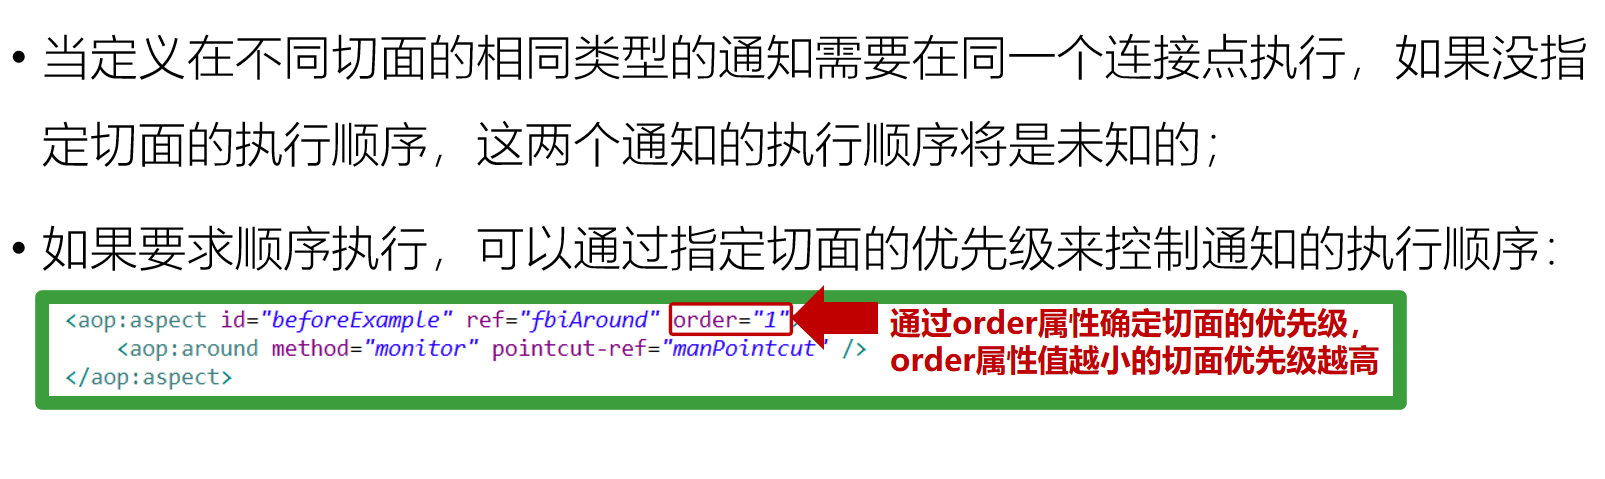 • 当定义在不同切面的相同类型的通知需要在同一个连接点执行，如果没指
定切面的执行顺序，这两个通知的执行顺序将是未知的；
• 如果要求顺序执行，可以通过指定切面的优先级来控制通知的执行顺序：
<aop:aspect id="beforeExample" ref="fbiAround" order="1">
<aop:around method="monitor" pointcut-ref="manPointcut" />
</aop:aspect>
通过order属性确定切面的优先级，
order属性值越小的切面优先级越高